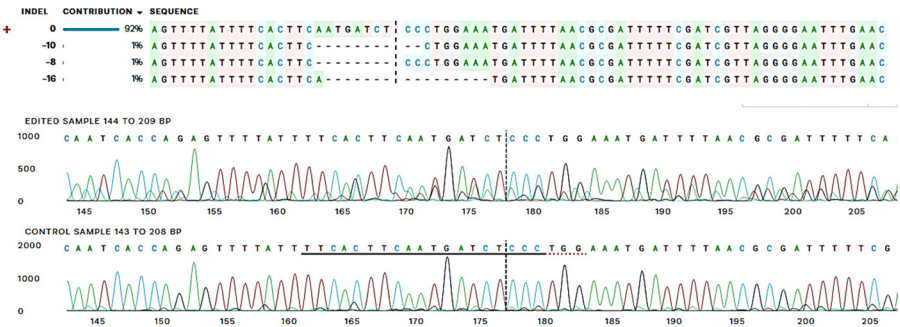 INDEL CONTRIBUTION SEQUENCE
+ 0 92% AGTTTTATTTTCACTTCAATGATCT CCCTGGAAATGATTTTAACGCGATTTTTCGATCGTTAGGGGAATTTGAAC
-10 1% AGTTTTATTTTCACTTC-------- --CTGGAAATGATTTTAACGCGATTTTTCGATCGTTAGGGGAATTTGAAC
-8 1% AGTTTTATTTTCACTTC-------- CCCTGGAAATGATTTTAACGCGATTTTTCGATCGTTAGGGGAATTTGAAC
-16 1% AGTTTTATTTTCACTTCA------- ---------TGATTTTAACGCGATTTTTCGATCGTTAGGGGAATTTGAAC
EDITED SAMPLE 144 TO 209 BP
1000 CAATCACCAGAGTTTTATTTTCACTTCAATGATCTCCCTGGAAATGATTTTAACGCGATTTTTCA
500
0
145 150 155 160 165 170 175 180 185 190 195 200 205
CONTROL SAMPLE 143 TO 208 BP
2000 CAATCACCAGAGTTTTATTTTCACTTCAATGATCTCCCTGGAAATGATTTTAACGCGATTTTTCG
1000
0
145 150 155 160 165 170 175 180 185 190 195 200 205